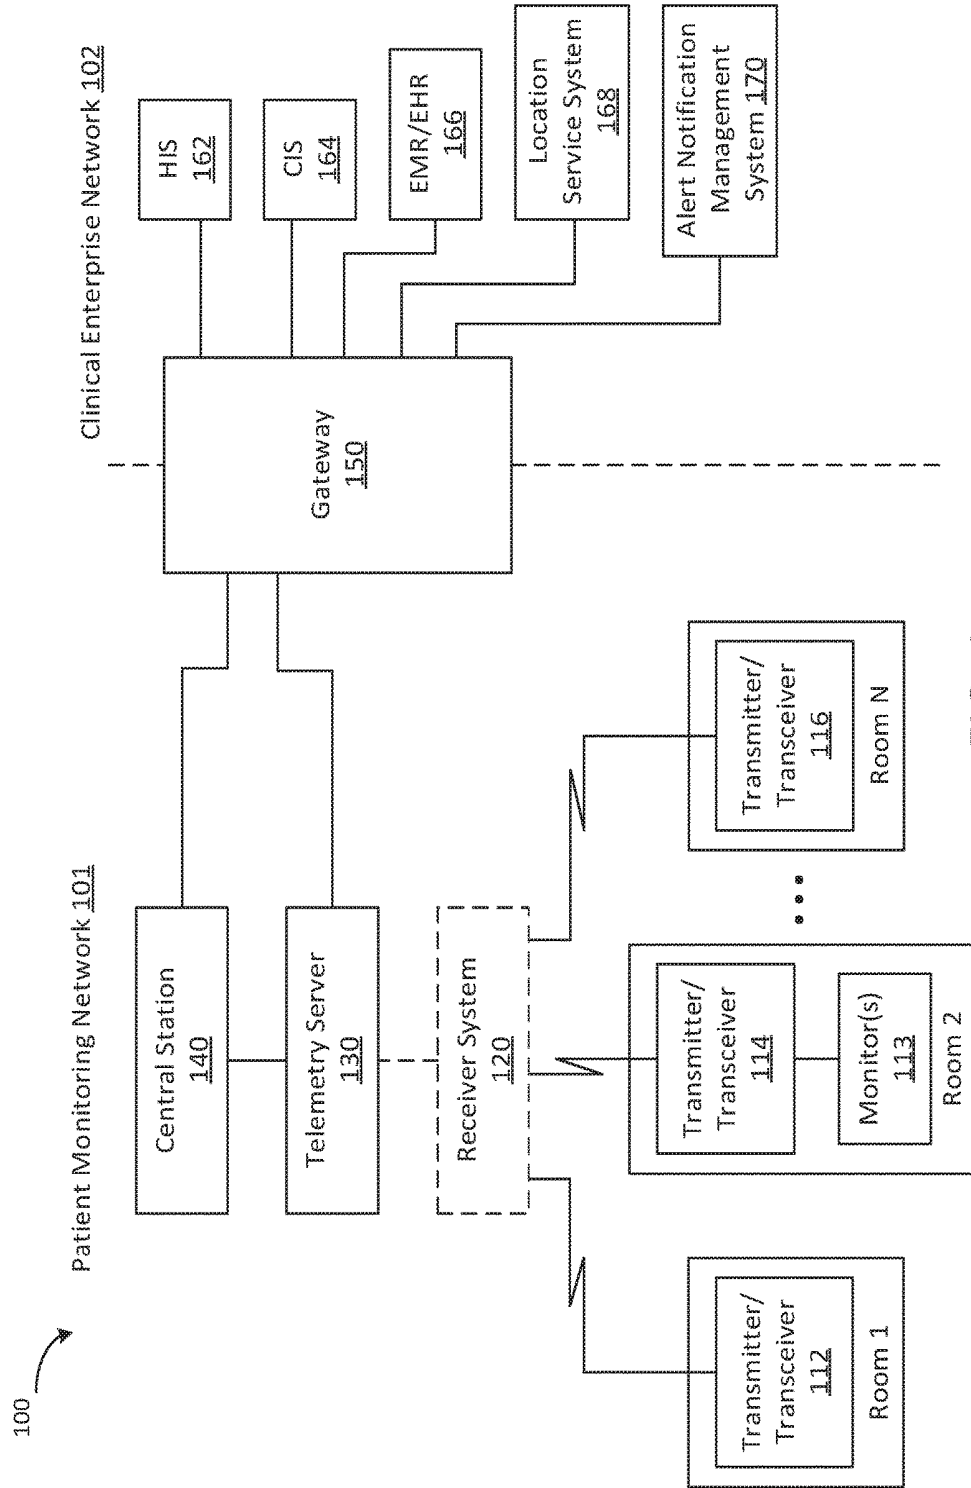 100
Patient Monitoring Network 101
Clinical Enterprise Network 102
Central Station
140
Telemetry Server
130
Receiver System
120
Gateway
150
HIS
162
CIS
164
EMR/EHR
166
Location
Service System
168
Alert Notification
Management
System 170
Transmitter/
Transceiver
112
Room 1
Transmitter/
Transceiver
114
Monitor(s)
113
Room 2
Transmitter/
Transceiver
116
Room N